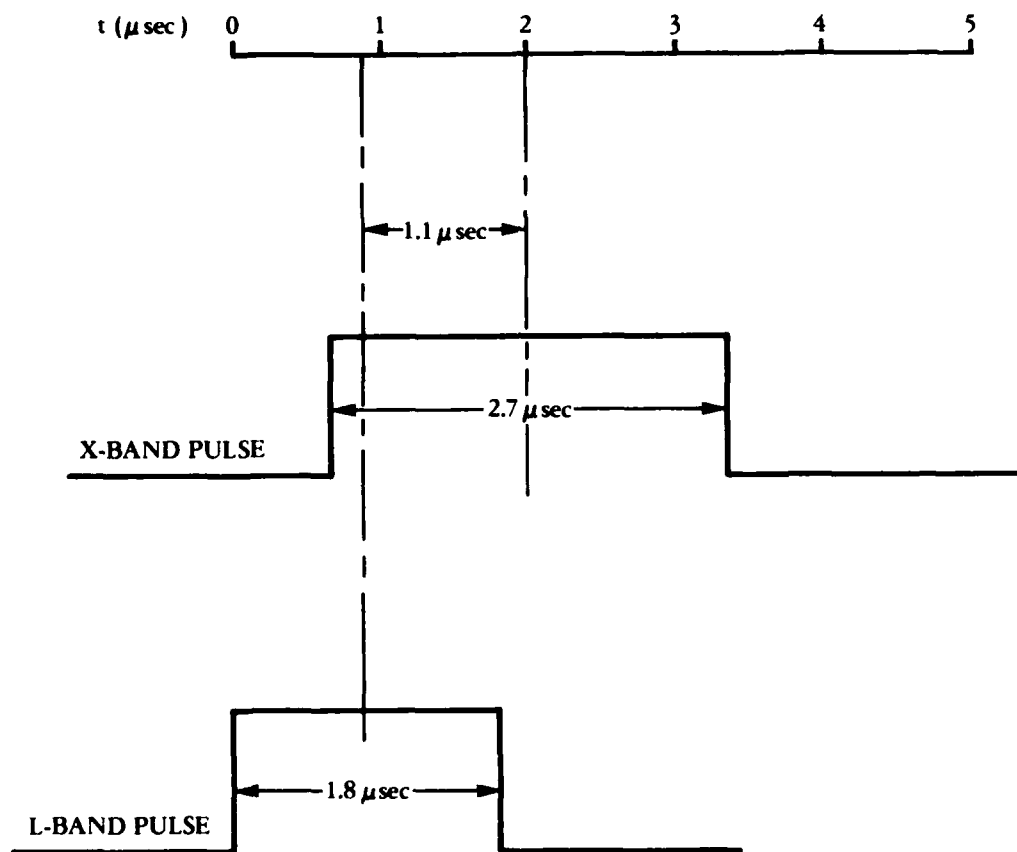 t (μsec) 0 1 2 3 4 5
1.1 μsec
2.7 μsec
X-BAND PULSE
1.8 μsec
L-BAND PULSE